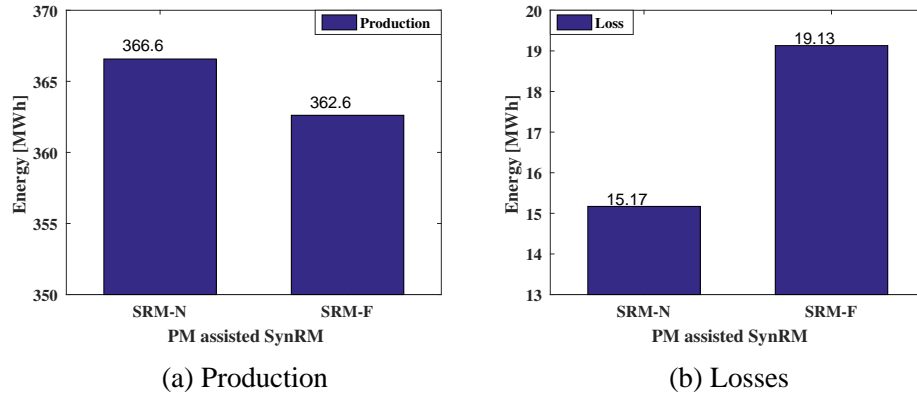 370
365
360
355
350
Energy [MWh]
Production
366.6
362.6
SRM-N SRM-F
PM assisted SynRM
(a) Production
20
19
18
17
16
15
14
13
Energy [MWh]
Loss
15.17
19.13
SRM-N SRM-F
PM assisted SynRM
(b) Losses